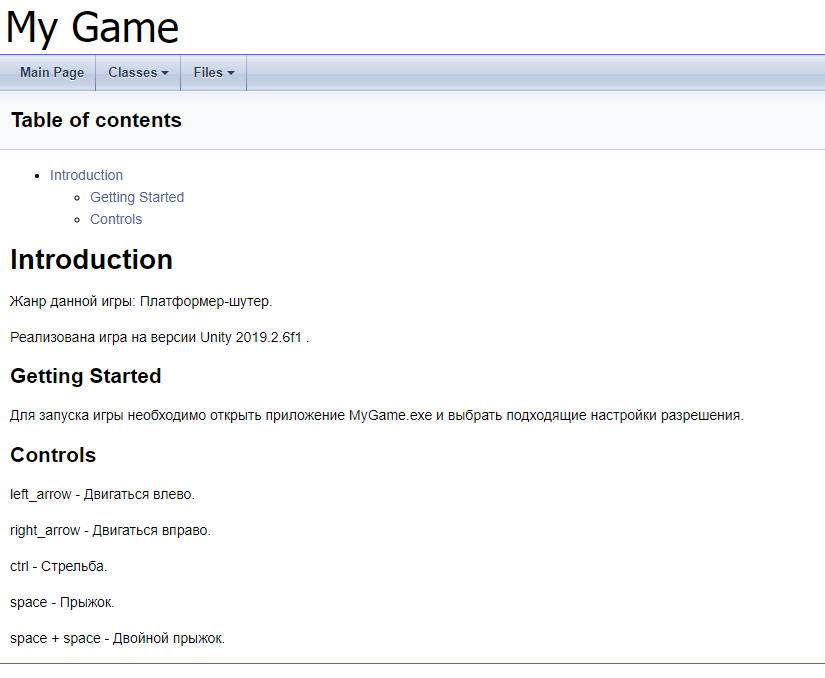 My Game
Main Page Classes Files
Table of contents
Introduction
Getting Started
Controls
Introduction
Жанр данной игры: Платформер-шутер.
Реализована игра на версии Unity 2019.2.6f1 .
Getting Started
Для запуска игры необходимо открыть приложение MyGame.exe и выбрать подходящие настройки разрешения.
Controls
left_arrow - Двигаться влево.
right_arrow - Двигаться вправо.
ctrl - Стрельба.
space - Прыжок.
space + space - Двойной прыжок.